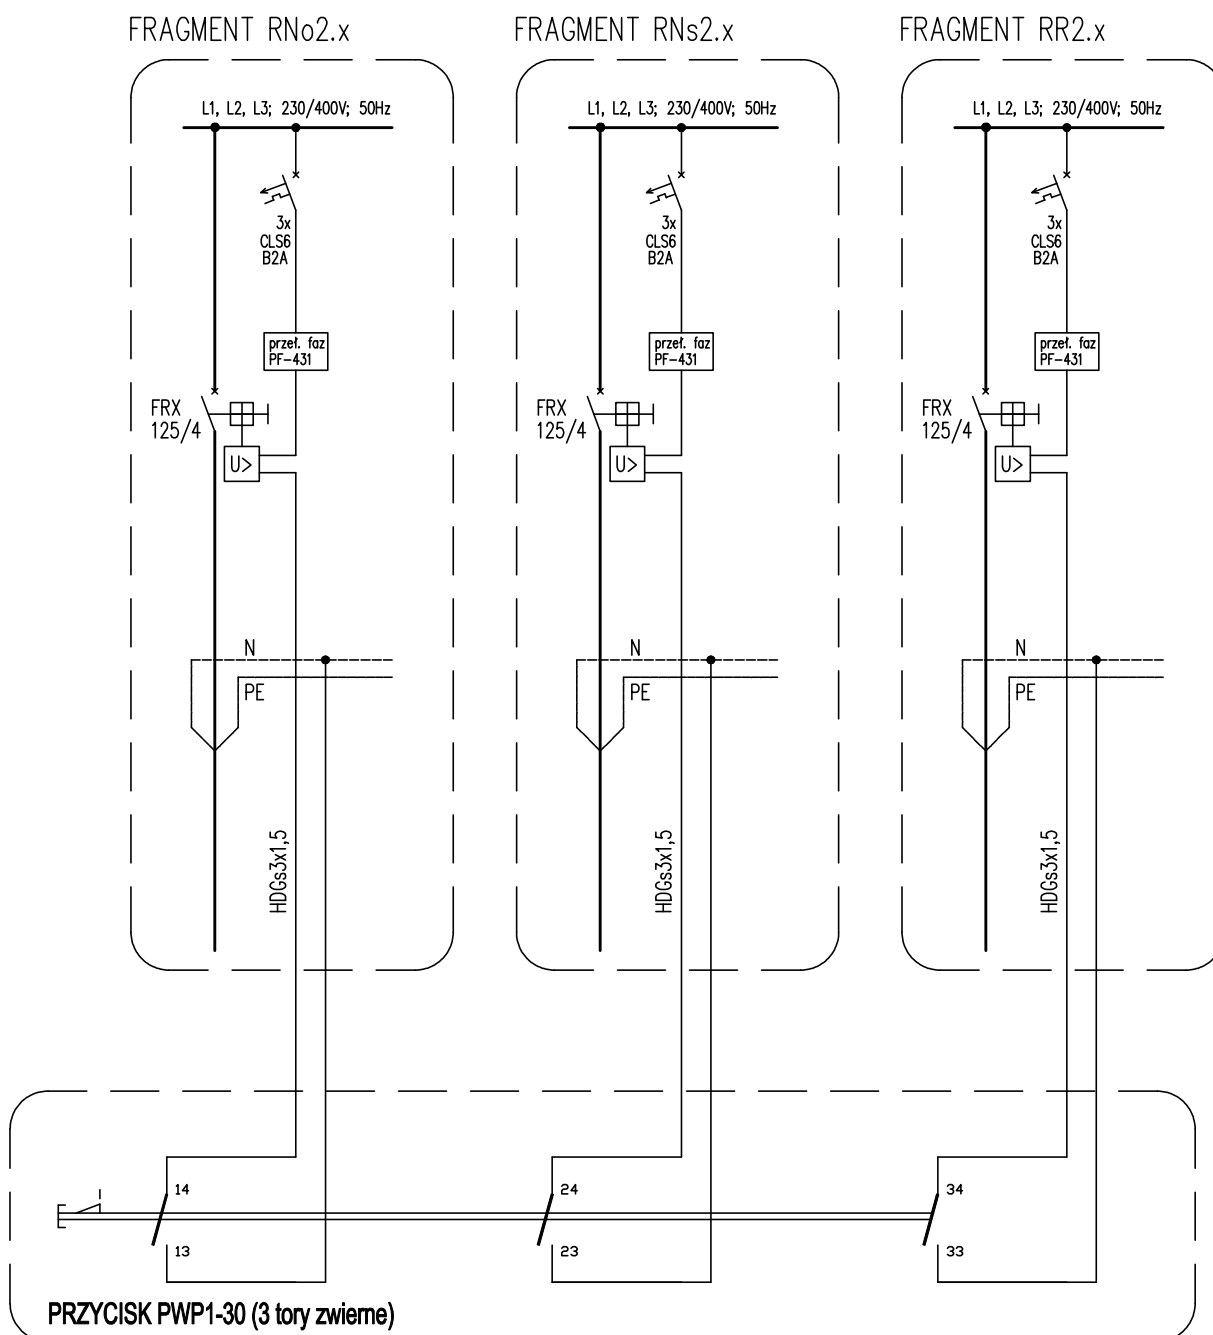 FRAGMENT RNo2.x
FRAGMENT RNs2.x
FRAGMENT RR2.x
L1, L2, L3; 230/400V; 50Hz
L1, L2, L3; 230/400V; 50Hz
L1, L2, L3; 230/400V; 50Hz
3x
CLS6
B2A
3x
CLS6
B2A
3x
CLS6
B2A
przeł. faz
PF-431
przeł. faz
PF-431
przeł. faz
PF-431
FRX
125/4
U>
FRX
125/4
U>
FRX
125/4
U>
N
PE
N
PE
N
PE
HDGs3x1,5
HDGs3x1,5
HDGs3x1,5
14
24
34
13
23
33
PRZYCISK PWP1-30 (3 tory zwierne)